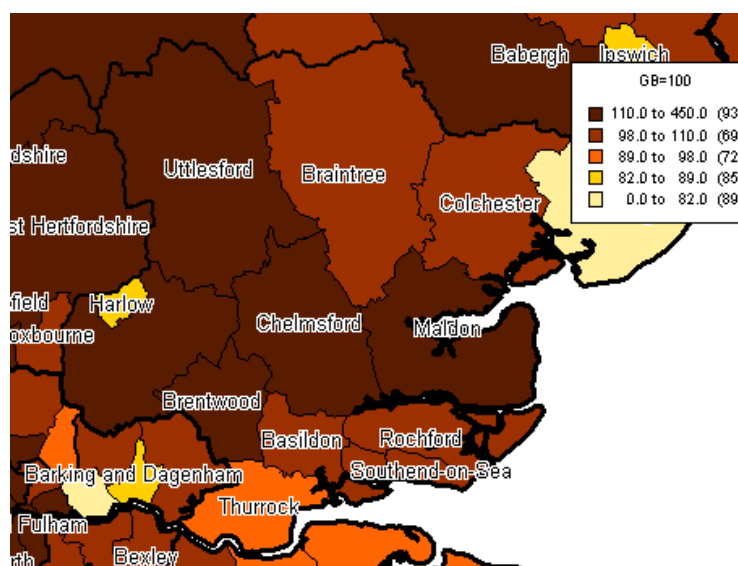 Babergh
Ipswich
GB=100
110.0 to 450.0 (93
98.0 to 110.0 (69
89.0 to 98.0 (72
82.0 to 89.0 (85
0.0 to 82.0 (89
dshire
Uttlesford
Braintree
Colchester
st Hertfordshire
Harlow
field
oxbourne
Chelmsford
Maldon
Brentwood
Basildon
Rochford
Southend-on-Sea
Barking and Dagenham
Thurrock
Fulham
Bexley
rth